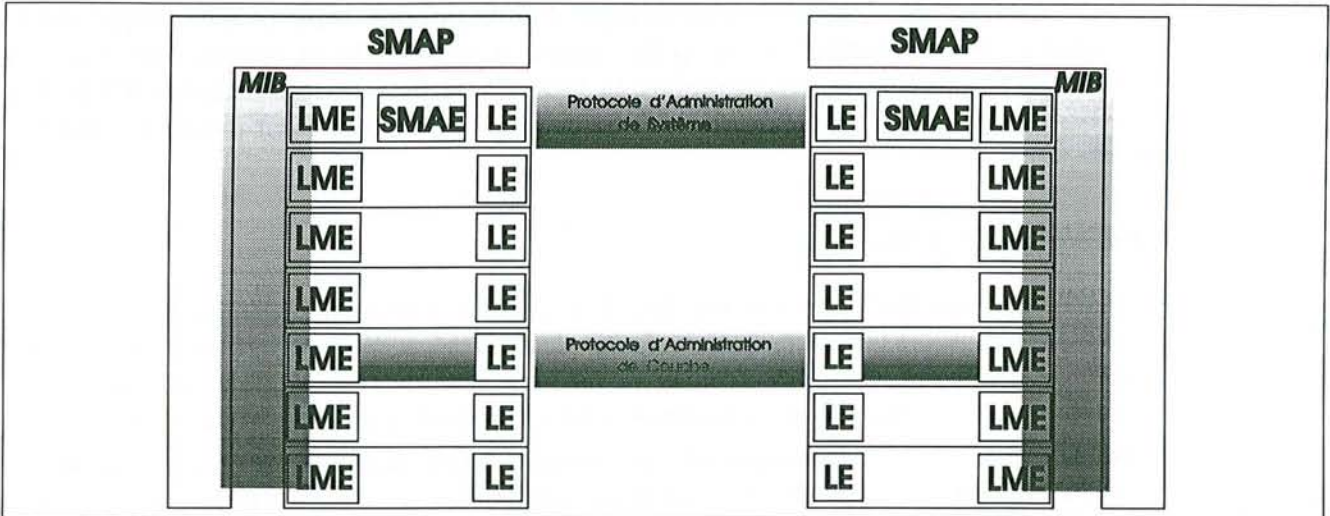 SMAP SMAP
MIB MIB
LME SMAE LE Protocole d'Administration de Système LE SMAE LME
LME LE LE LME
LME LE LE LME
LME LE LE LME
LME LE Protocole d'Administration de Couche LE LME
LME LE LE LME
LME LE LE LME